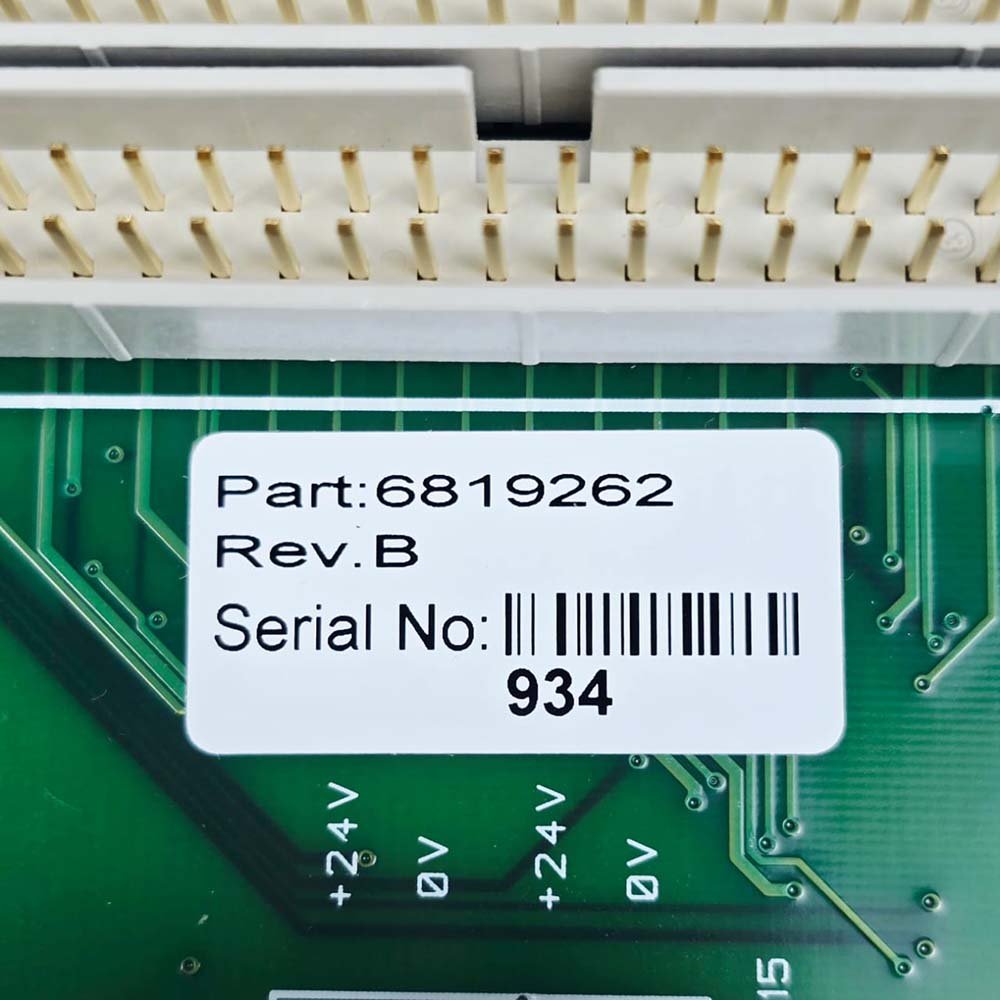 Part:6819262
Rev.B
Serial No:
934
+24V
0V
+24V
0V
15